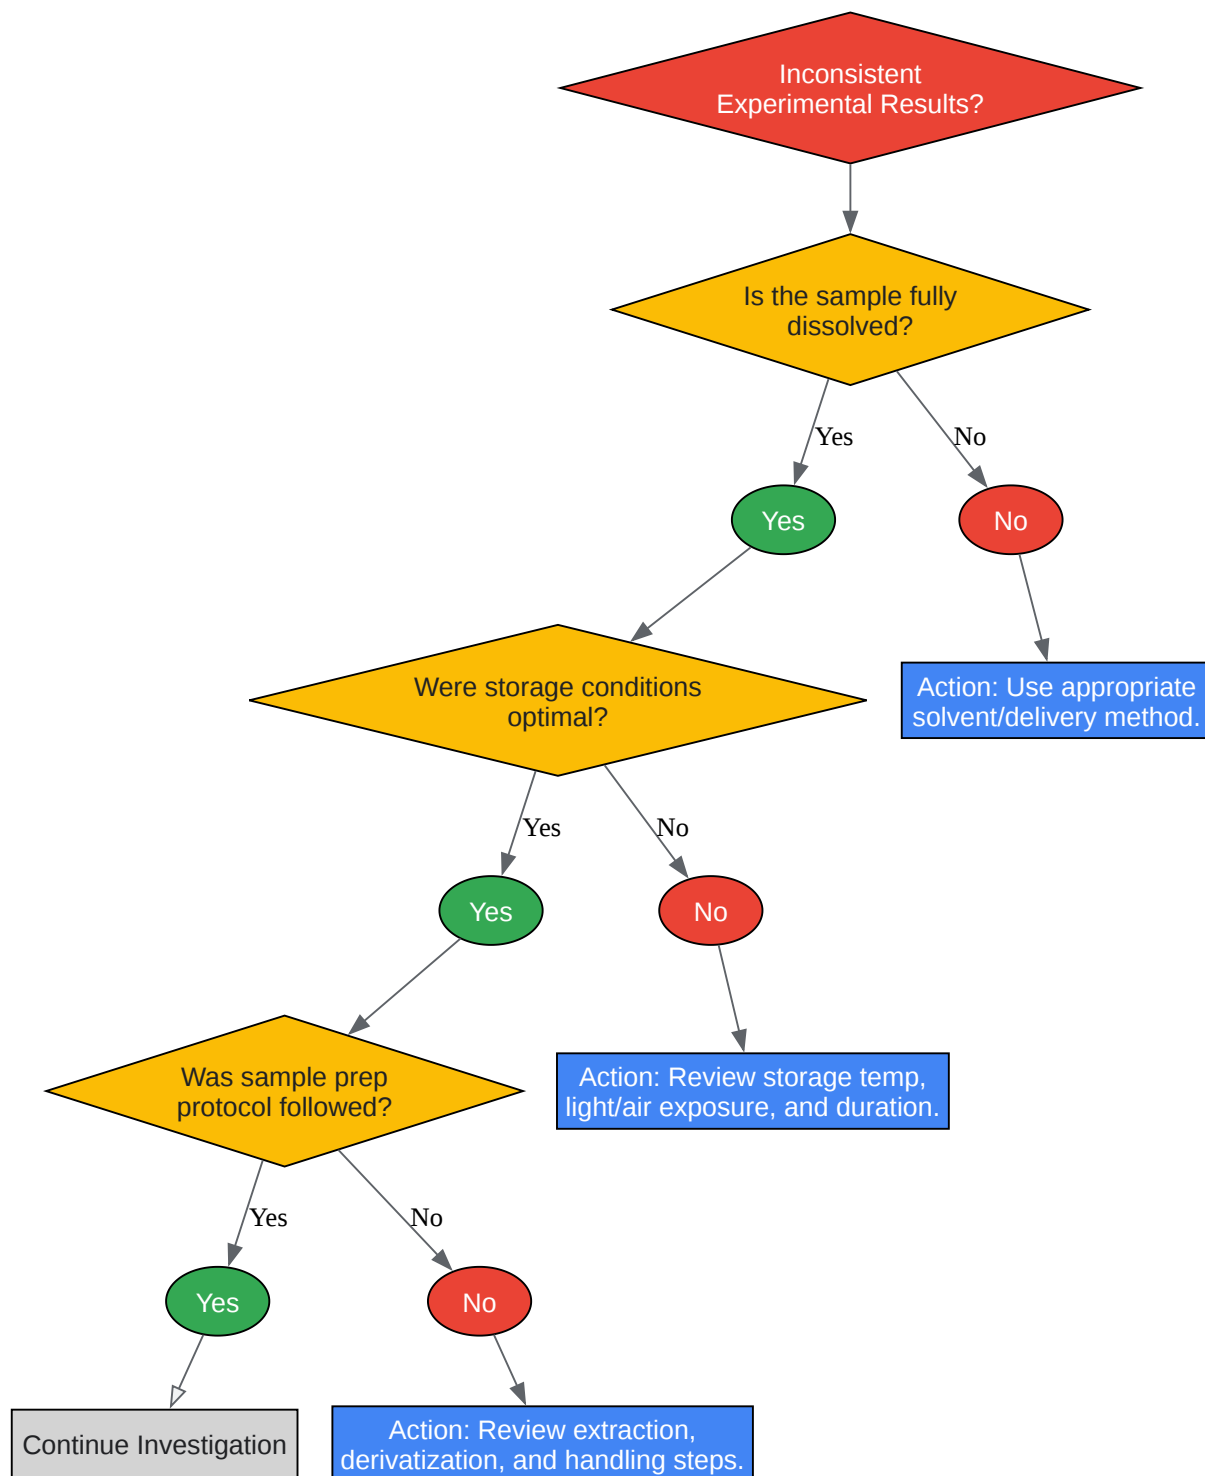 Inconsistent
Experimental Results?
Is the sample fully
dissolved?
Yes
No
Yes
No
Were storage conditions
optimal?
Action: Use appropriate
solvent/delivery method.
Yes
No
Yes
No
Was sample prep
protocol followed?
Action: Review storage temp,
light/air exposure, and duration.
Yes
No
Yes
No
Continue Investigation
Action: Review extraction,
derivatization, and handling steps.